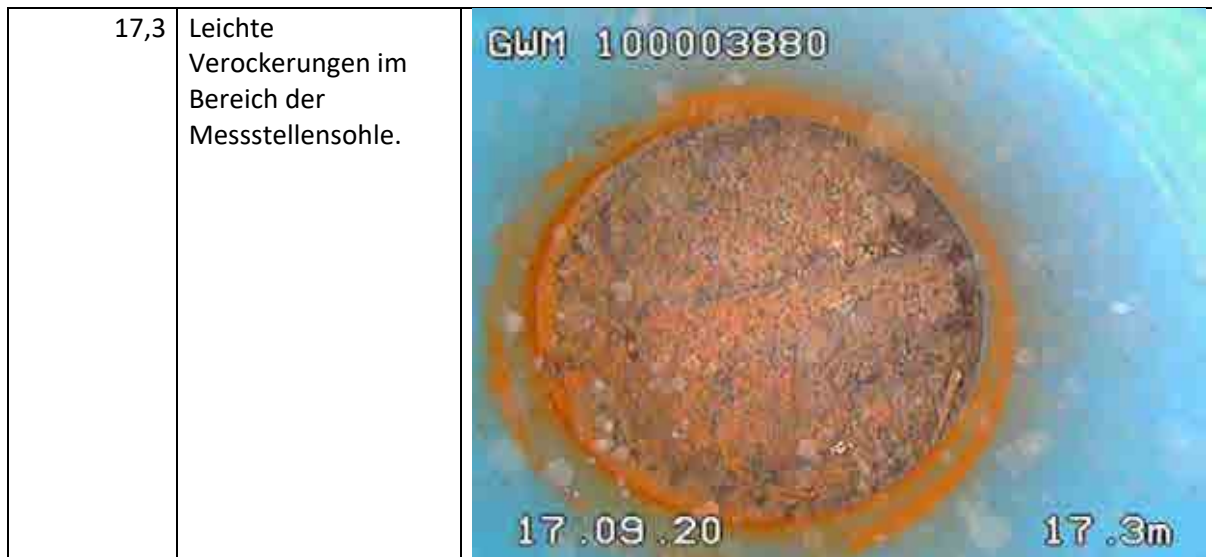 17,3
Leichte
Verockerungen im
Bereich der
Messstellensohle.
GWM 100003880
17.09.20
17.3m